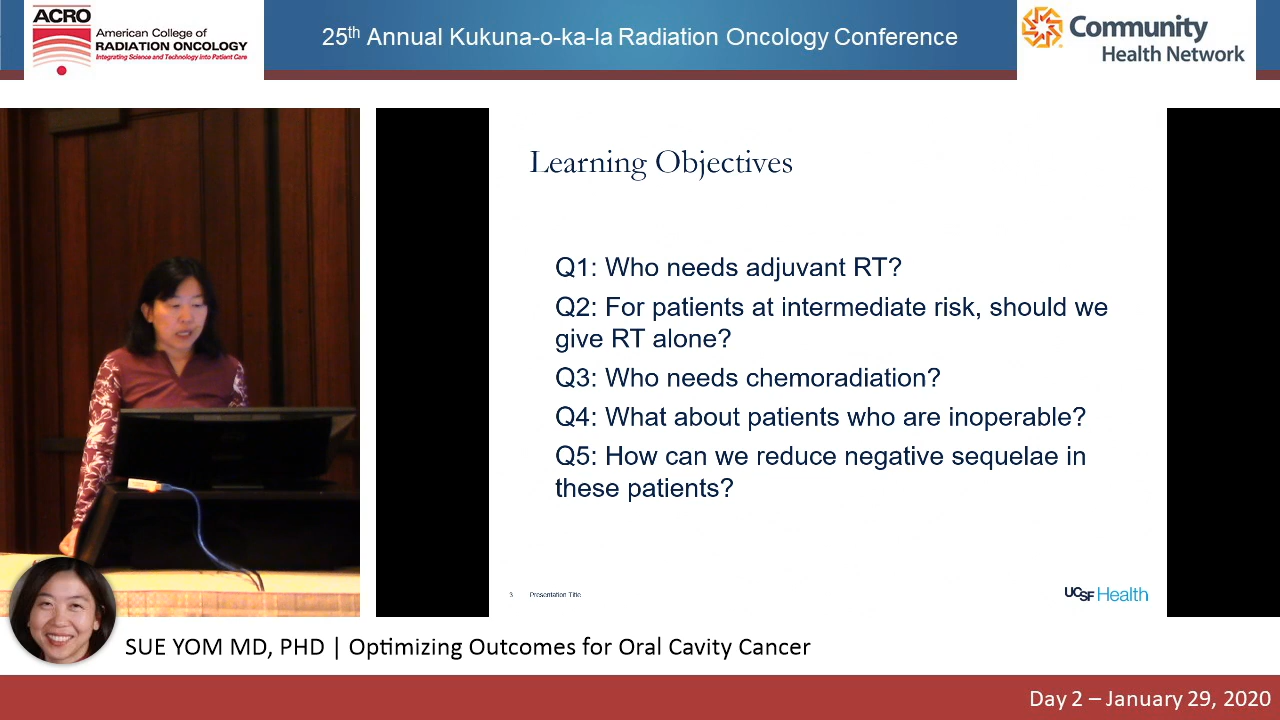 ACRO
American College of
RADIATION ONCOLOGY
Integrating Science and Technology Into Patient Care
25th Annual Kukuna-o-ka-la Radiation Oncology Conference
Community
Health Network
Learning Objectives
Q1: Who needs adjuvant RT?
Q2: For patients at intermediate risk, should we
give RT alone?
Q3: Who needs chemoradiation?
Q4: What about patients who are inoperable?
Q5: How can we reduce negative sequelae in
these patients?
3 Presentation Title
UCSF Health
SUE YOM MD, PHD | Optimizing Outcomes for Oral Cavity Cancer
Day 2 – January 29, 2020